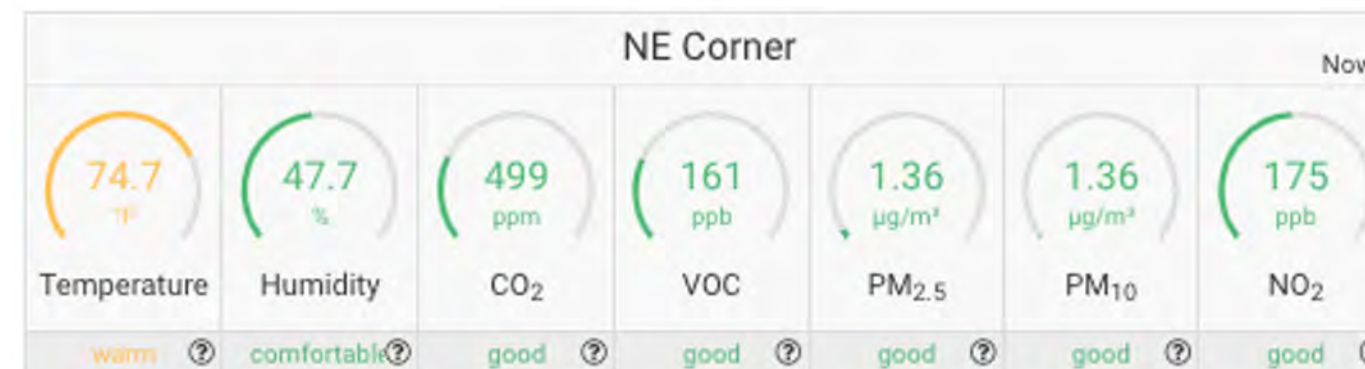 NE Corner
Now
74.7 47.7 499 161 1.36 1.36 175
°F % ppm ppb µg/m³ µg/m³ ppb
Temperature Humidity CO₂ VOC PM₂.₅ PM₁₀ NO₂
warm ? comfortable ? good ? good ? good ? good ? good